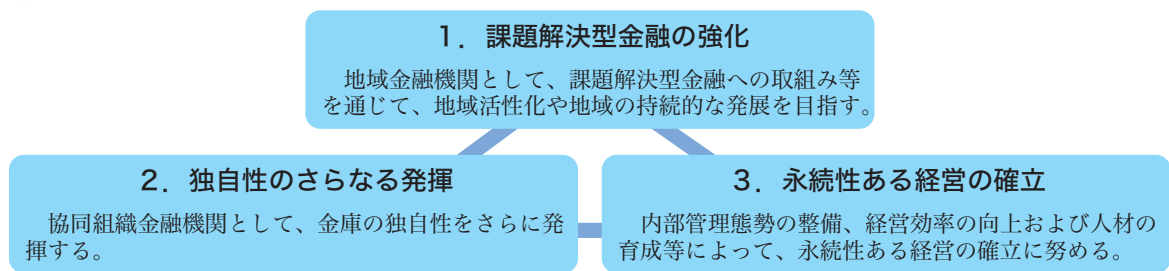 1．課題解決型金融の強化
地域金融機関として、課題解決型金融への取組み等
を通じて、地域活性化や地域の持続的な発展を目指す。
2．独自性のさらなる発揮
協同組織金融機関として、金庫の独自性をさらに発
揮する。
3．永続性ある経営の確立
内部管理態勢の整備、経営効率の向上および人材の
育成等によって、永続性ある経営の確立に努める。